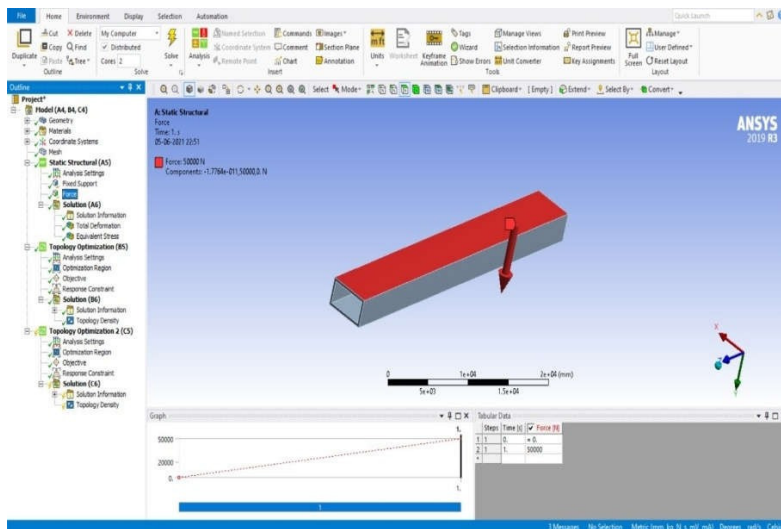 File Home Environment Display Selection Automation Quick Launch
Duplicate Cut Delete My Computer Solve Analysis Named Selection Commands Images Units Worksheet Keyframe Animation Tags Manage Views Print Preview Full Screen Manage
Copy Find Distributed Coordinate System Comment Section Plane Wizard Selection Information Report Preview User Defined
Paste Tree Cores 2 Remote Point Chart Annotation Show Errors Unit Converter Key Assignments Reset Layout
Outline Solve Insert Tools Layout
Outline
Select Mode Clipboard [Empty] Extend Select By Convert
Project*
Model (A4, B4, C4)
Geometry
Materials
Coordinate Systems
Mesh
Static Structural (A5)
Analysis Settings
Fixed Support
Force
Solution (A6)
Solution Information
Total Deformation
Equivalent Stress
Topology Optimization (B5)
Analysis Settings
Optimization Region
Objective
Response Constraint
Solution (B6)
Solution Information
Topology Density
Topology Optimization 2 (C5)
Analysis Settings
Optimization Region
Objective
Response Constraint
Solution (C6)
Solution Information
Topology Density
A: Static Structural
Force
Time: 1. s
05-06-2021 22:51
Force: 50000 N
Components: -1.7764e-011,50000,0. N
ANSYS
2019 R3
X
Y
0 1e+04 2e+04 (mm)
5e+03 1.5e+04
Graph
1.
50000
20000
0.
1.
1
Tabular Data
Steps Time [s] Force [N]
1 1 0. = 0.
2 1 1. 50000
*
3 Messages No Selection Metric (mm, kg, N, s, mV, mA) Degrees rad/s